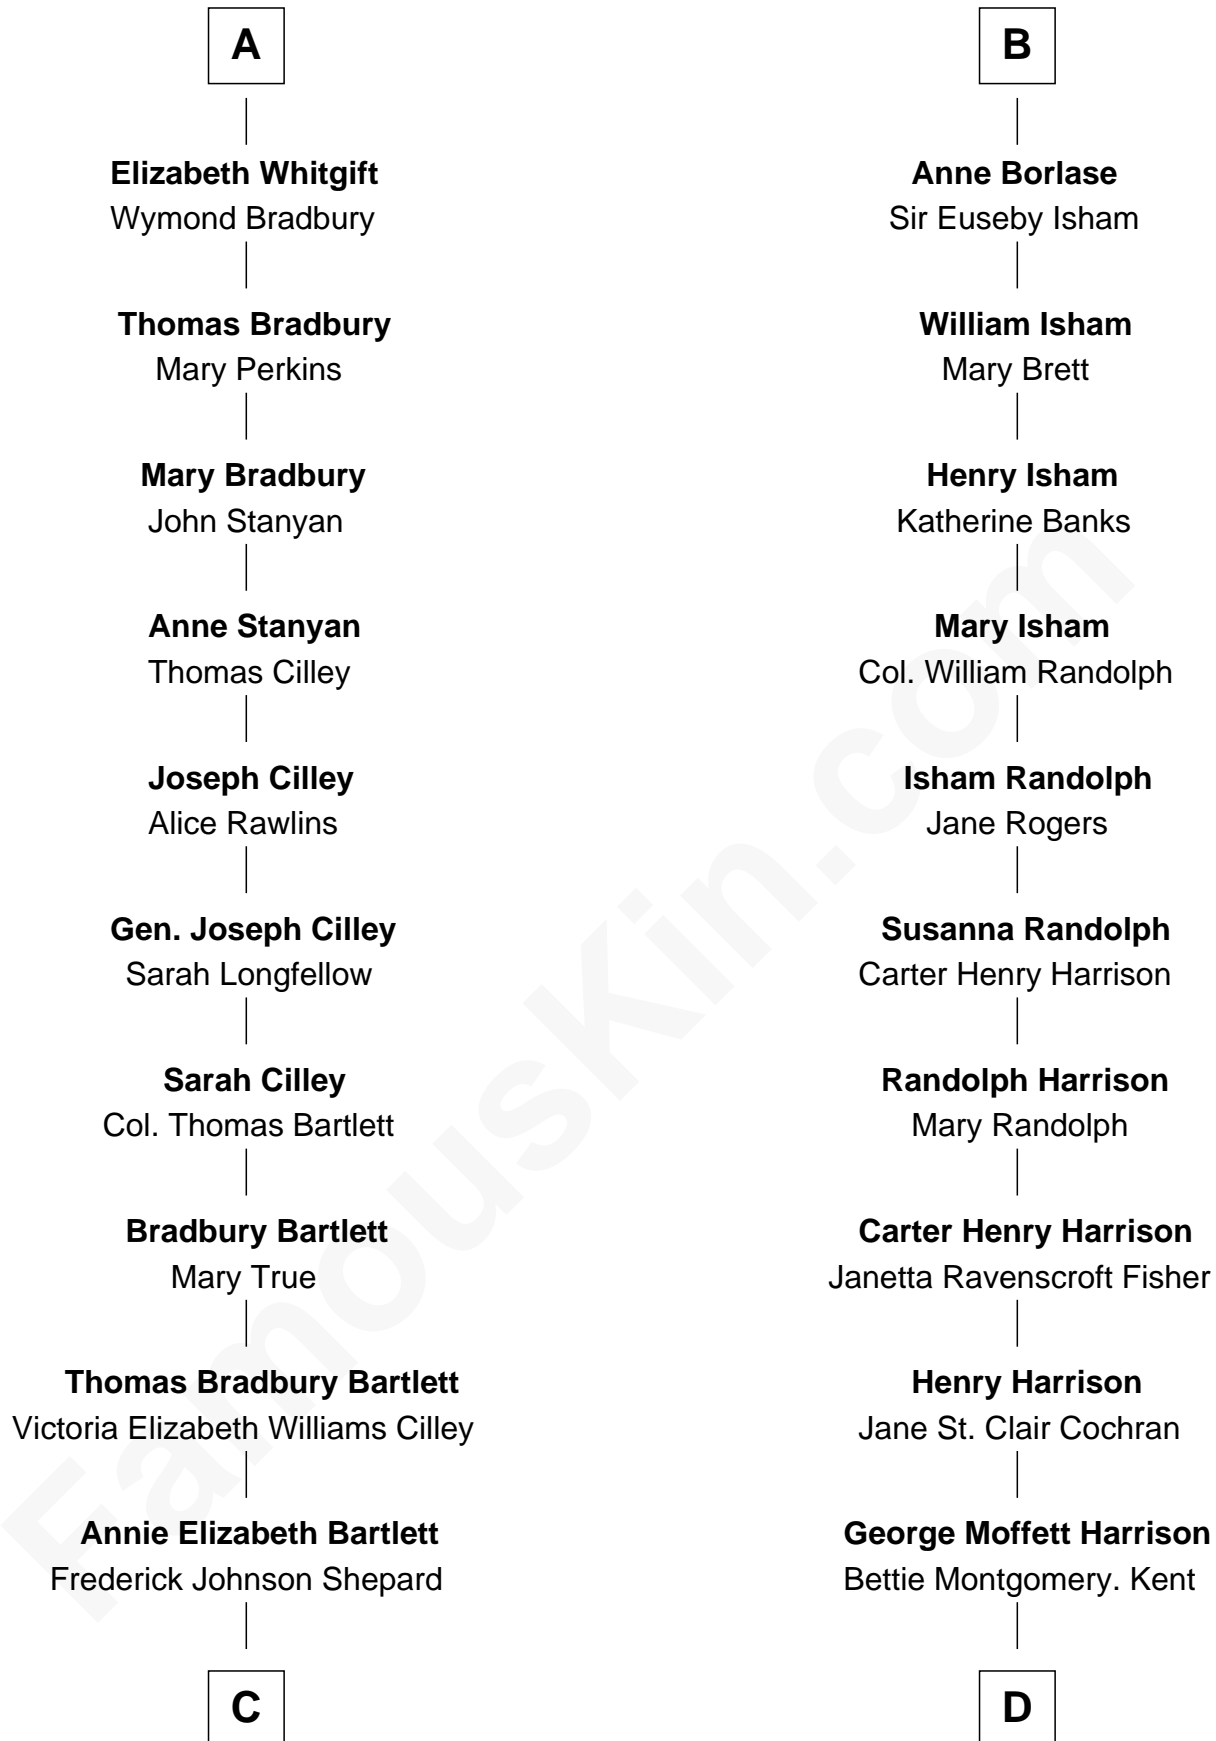 A
Elizabeth Whitgift
Wymond Bradbury
Thomas Bradbury
Mary Perkins
Mary Bradbury
John Stanyan
Anne Stanyan
Thomas Cilley
Joseph Cilley
Alice Rawlins
Gen. Joseph Cilley
Sarah Longfellow
Sarah Cilley
Col. Thomas Bartlett
Bradbury Bartlett
Mary True
Thomas Bradbury Bartlett
Victoria Elizabeth Williams Cilley
Annie Elizabeth Bartlett
Frederick Johnson Shepard
C
B
Anne Borlase
Sir Euseby Isham
William Isham
Mary Brett
Henry Isham
Katherine Banks
Mary Isham
Col. William Randolph
Isham Randolph
Jane Rogers
Susanna Randolph
Carter Henry Harrison
Randolph Harrison
Mary Randolph
Carter Henry Harrison
Janetta Ravenscroft Fisher
Henry Harrison
Jane St. Clair Cochran
George Moffett Harrison
Bettie Montgomery. Kent
D
FamousKin.com